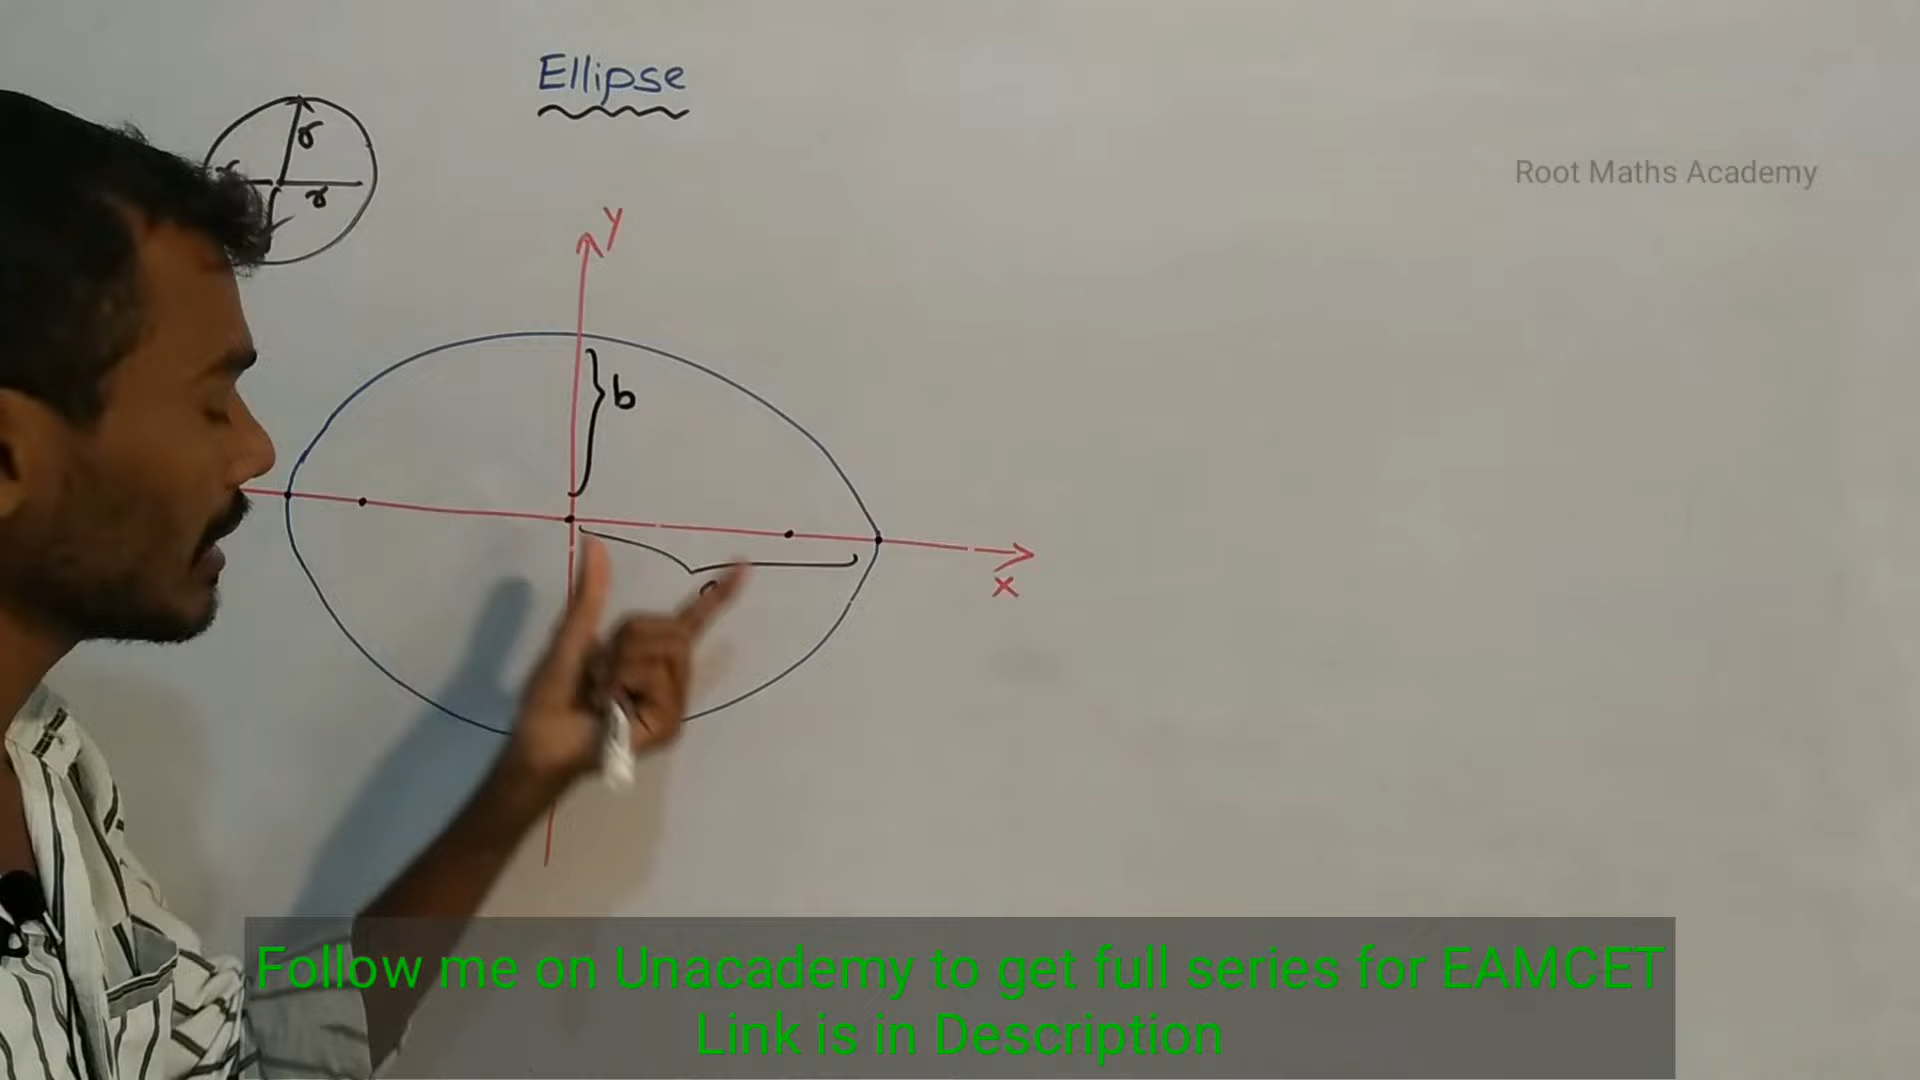 Ellipse
Root Maths Academy
r
r
r
y
b
x
Follow me on Unacademy to get full series for EAMCET
Link is in Description